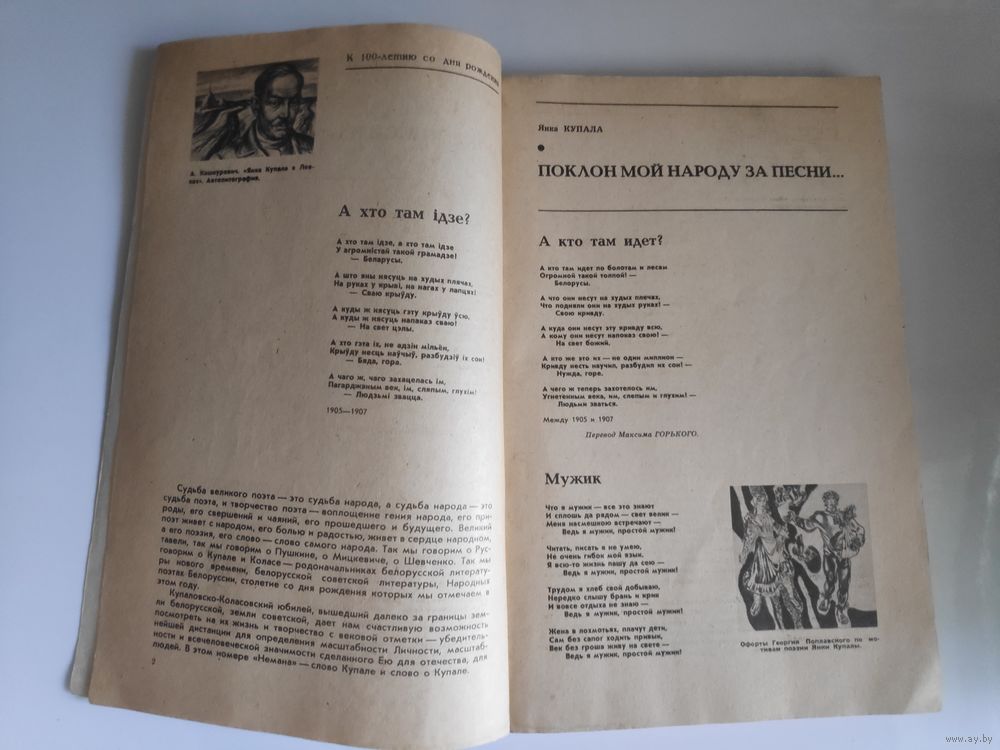 К 100-летию со дня рождения
А. Кашкуревич. «Янка Купала в Лев-
ках». Автолитография.
А хто там ідзе?
А хто там ідзе, а хто там ідзе
У агромністай такой грамадзе!
— Беларусы.
А што яны нясуць на худых плячах,
На руках у крыві, на нагах у лапцях!
— Сваю крыўду.
А куды ж нясуць гэту крыўду ўсю,
А куды ж нясуць напаказ сваю!
— На свет цэлы.
А хто гэта іх, не адзін мільён,
Крыўду несць наўчыў, разбудзіў іх сон!
— Бяда, гора.
А чаго ж, чаго захацелась ім,
Пагарджаным век, ім, сляпым, глухім!
— Людзьмі звацца.
1905—1907
Судьба великого поэта — это судьба народа, а судьба народа — это
судьба поэта, и творчество поэта — воплощение гения народа, его при-
роды, его свершений и чаяний, его прошедшего и будущего. Великий
поэт живет с народом, его болью и радостью, живет в сердце народном,
а его поэзия, его слово — слово самого народа. Так мы говорим о Рус-
тавели, так мы говорим о Пушкине, о Мицкевиче, о Шевченко. Так мы
говорим о Купале и Коласе — родоначальниках белорусской литерату-
ры нового времени, белорусской советской литературы, Народных
поэтах Белоруссии, столетие со дня рождения которых мы отмечаем в
этом году.
Купаловско-Коласовский юбилей, вышедший далеко за границы зем-
ли белорусской, земли советской, дает нам счастливую возможность
посмотреть на их жизнь и творчество с вековой отметки — убедитель-
нейшей дистанции для определения масштабности Личности, масштаб-
ности и всечеловеческой значимости сделанного Ею для отечества, для
людей. В этом номере «Немана» — слово Купале и слово о Купале.
2
Янка КУПАЛА
ПОКЛОН МОЙ НАРОДУ ЗА ПЕСНИ...
А кто там идет?
А кто там идет по болотам и лесам
Огромной такой толпой! —
Белорусы.
А что они несут на худых плечах,
Что подняли они на худых руках! —
Свою кривду.
А куда они несут эту кривду всю,
А кому они несут напоказ свою! —
На свет божий.
А кто же это их — не один миллион —
Кривду несть научил, разбудил их сон! —
Нужда, горе.
А чего ж теперь захотелось им,
Угнетенным века, им, слепым и глухим! —
Людьми зваться.
Между 1905 и 1907
Перевод Максима ГОРЬКОГО.
Мужик
Что я мужик — все это знают
И сплошь да рядом — свет велик —
Меня насмешкою встречают —
Ведь я мужик, простой мужик!
Читать, писать я не умею,
Не очень гибок мой язык.
Я всю-то жизнь пашу да сею —
Ведь я мужик, простой мужик!
Трудом я хлеб свой добываю,
Нередко слышу брань и крик
И вовсе отдыха не знаю —
Ведь я мужик, простой мужик!
Жена в лохмотьях, плачут дети,
Сам без сапог ходить привык,
Век без гроша живу на свете —
Ведь я мужик, простой мужик!
Офорты Георгия Поплавского по мо-
тивам поэзии Янки Купалы.
www.ay.by